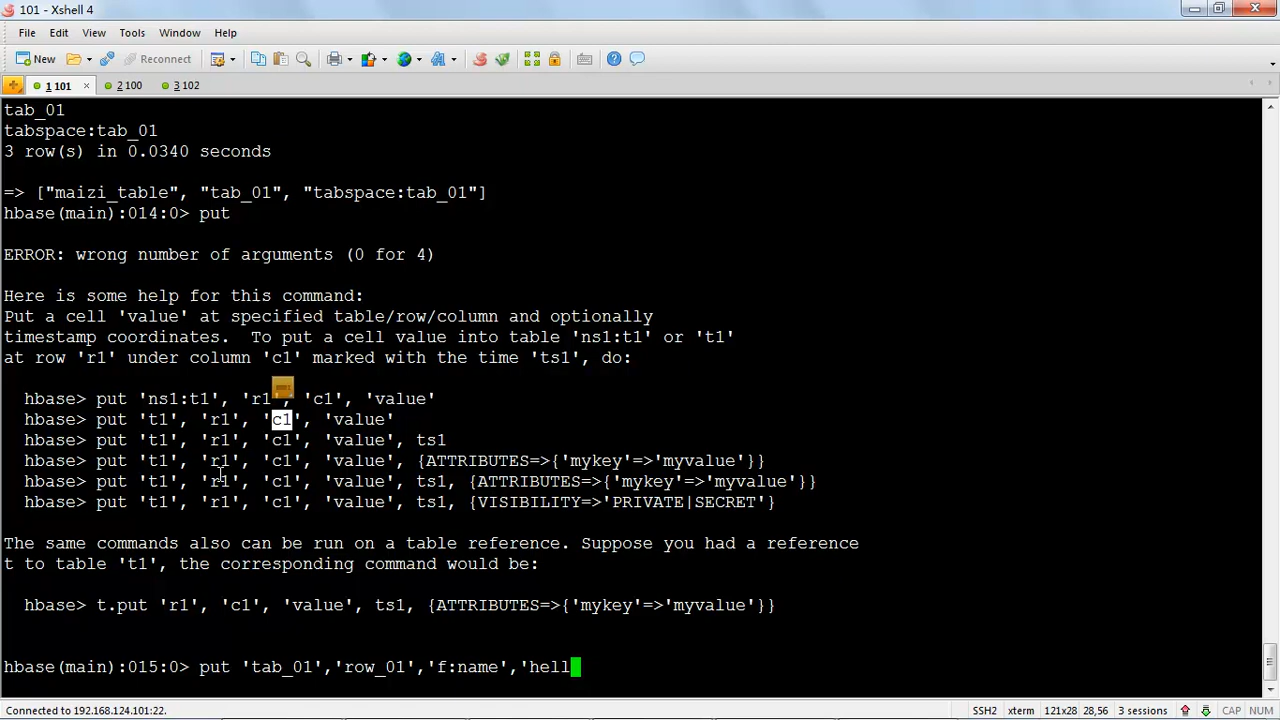 101 - Xshell 4
File Edit View Tools Window Help
New Reconnect
1 101 × 2 100 3 102
tab_01
tabspace:tab_01
3 row(s) in 0.0340 seconds
=> ["maizi_table", "tab_01", "tabspace:tab_01"]
hbase(main):014:0> put
ERROR: wrong number of arguments (0 for 4)
Here is some help for this command:
Put a cell 'value' at specified table/row/column and optionally
timestamp coordinates.  To put a cell value into table 'ns1:t1' or 't1'
at row 'r1' under column 'c1' marked with the time 'ts1', do:
hbase> put 'ns1:t1', 'r1', 'c1', 'value'
hbase> put 't1', 'r1', 'c1', 'value'
hbase> put 't1', 'r1', 'c1', 'value', ts1
hbase> put 't1', 'r1', 'c1', 'value', {ATTRIBUTES=>{'mykey'=>'myvalue'}}
hbase> put 't1', 'r1', 'c1', 'value', ts1, {ATTRIBUTES=>{'mykey'=>'myvalue'}}
hbase> put 't1', 'r1', 'c1', 'value', ts1, {VISIBILITY=>'PRIVATE|SECRET'}
The same commands also can be run on a table reference. Suppose you had a reference
t to table 't1', the corresponding command would be:
hbase> t.put 'r1', 'c1', 'value', ts1, {ATTRIBUTES=>{'mykey'=>'myvalue'}}
hbase(main):015:0> put 'tab_01','row_01','f:name','hell
Connected to 192.168.124.101:22. SSH2 xterm 121x28 28,56 3 sessions CAP NUM